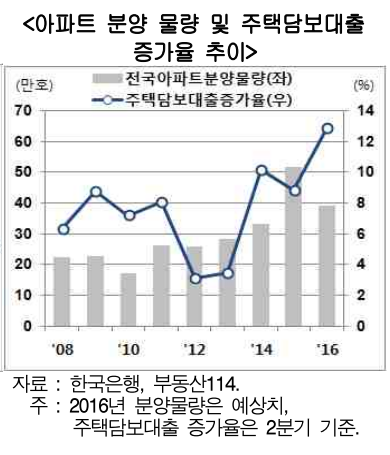 <아파트 분양 물량 및 주택담보대출
증가율 추이>
(만호) 전국아파트분양물량(좌) (%)
주택담보대출증가율(우)
70 14
60 12
50 10
40 8
30 6
20 4
10 2
0 0
'08 '10 '12 '14 '16
자료 : 한국은행, 부동산114.
주 : 2016년 분양물량은 예상치,
주택담보대출 증가율은 2분기 기준.